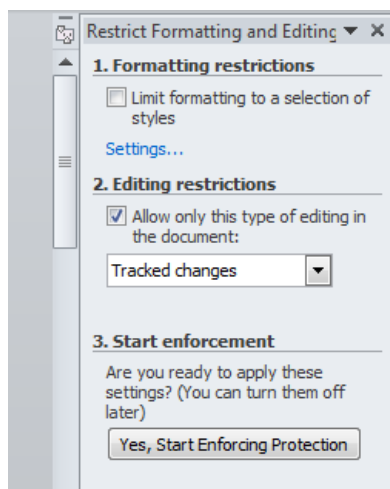 Restrict Formatting and Editing
1. Formatting restrictions
Limit formatting to a selection of
styles
Settings...
2. Editing restrictions
Allow only this type of editing in
the document:
Tracked changes
3. Start enforcement
Are you ready to apply these
settings? (You can turn them off
later)
Yes, Start Enforcing Protection